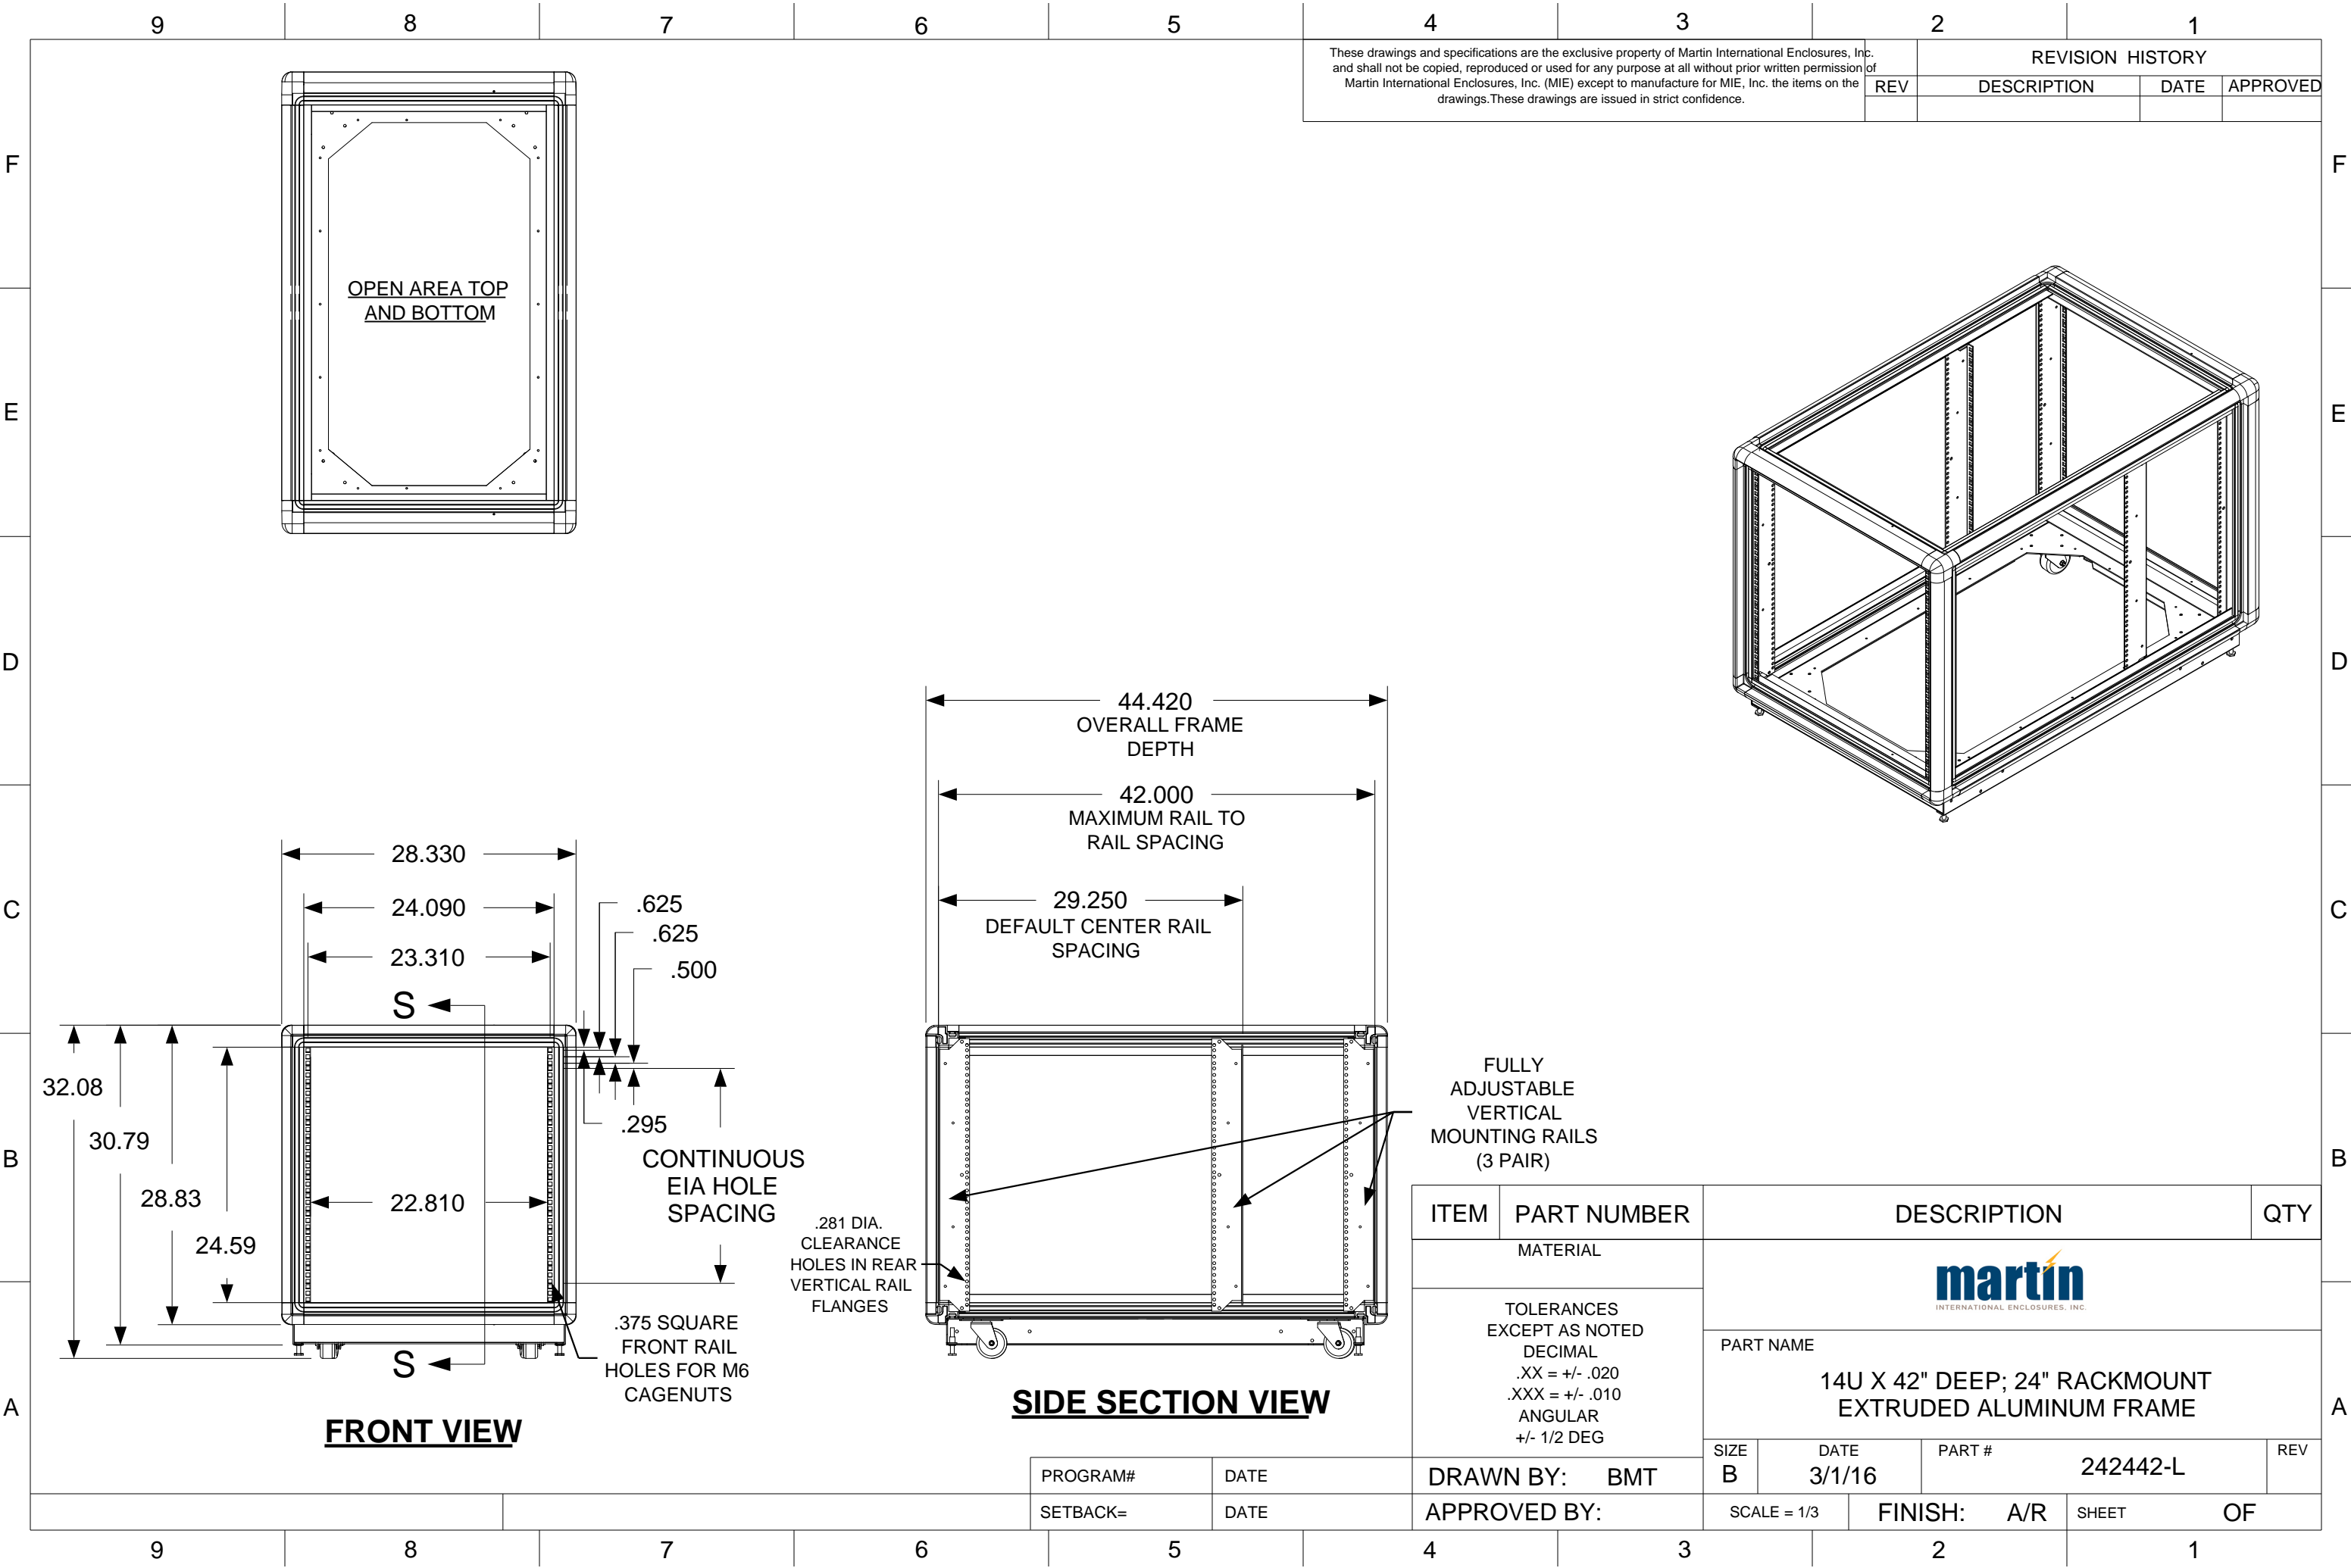 9 8 7 6 5 4 3 2 1
These drawings and specifications are the exclusive property of Martin International Enclosures, Inc.
and shall not be copied, reproduced or used for any purpose at all without prior written permission of
Martin International Enclosures, Inc. (MIE) except to manufacture for MIE, Inc. the items on the
drawings.These drawings are issued in strict confidence.
REVISION HISTORY
REV DESCRIPTION DATE APPROVED
F F
OPEN AREA TOP
AND BOTTOM
E E
D D
44.420
OVERALL FRAME
DEPTH
42.000
MAXIMUM RAIL TO
RAIL SPACING
29.250
DEFAULT CENTER RAIL
SPACING
C C
28.330
24.090
23.310
.625
.625
.500
S
32.08
30.79
28.83
24.59
22.810
.295
CONTINUOUS
EIA HOLE
SPACING
B B
.281 DIA.
CLEARANCE
HOLES IN REAR
VERTICAL RAIL
FLANGES
.375 SQUARE
FRONT RAIL
HOLES FOR M6
CAGENUTS
S
FRONT VIEW
SIDE SECTION VIEW
FULLY
ADJUSTABLE
VERTICAL
MOUNTING RAILS
(3 PAIR)
A A
ITEM PART NUMBER DESCRIPTION QTY
MATERIAL
TOLERANCES
EXCEPT AS NOTED
DECIMAL
.XX = +/- .020
.XXX = +/- .010
ANGULAR
+/- 1/2 DEG
martin
INTERNATIONAL ENCLOSURES, INC.
PART NAME
14U X 42" DEEP; 24" RACKMOUNT
EXTRUDED ALUMINUM FRAME
SIZE DATE PART # REV
B 3/1/16 242442-L
PROGRAM# DATE DRAWN BY: BMT
SETBACK= DATE APPROVED BY: SCALE = 1/3 FINISH: A/R SHEET OF
9 8 7 6 5 4 3 2 1